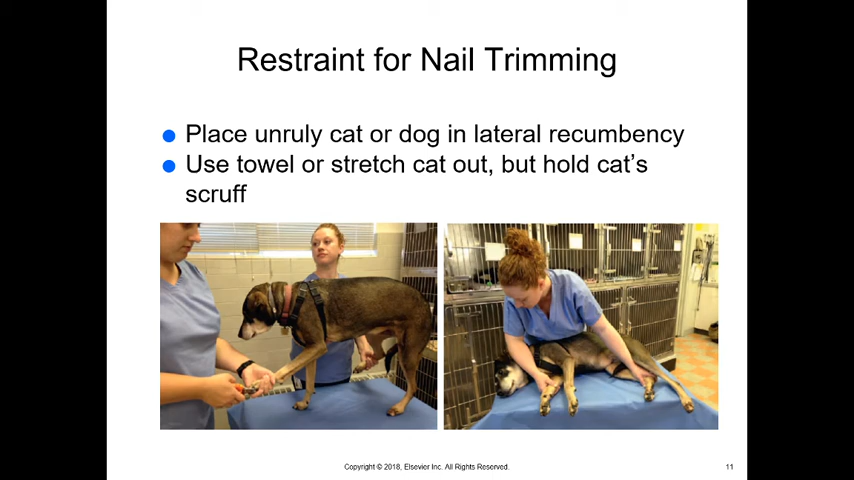 Restraint for Nail Trimming
Place unruly cat or dog in lateral recumbency
Use towel or stretch cat out, but hold cat’s
scruff
Copyright © 2018, Elsevier Inc. All Rights Reserved.
11